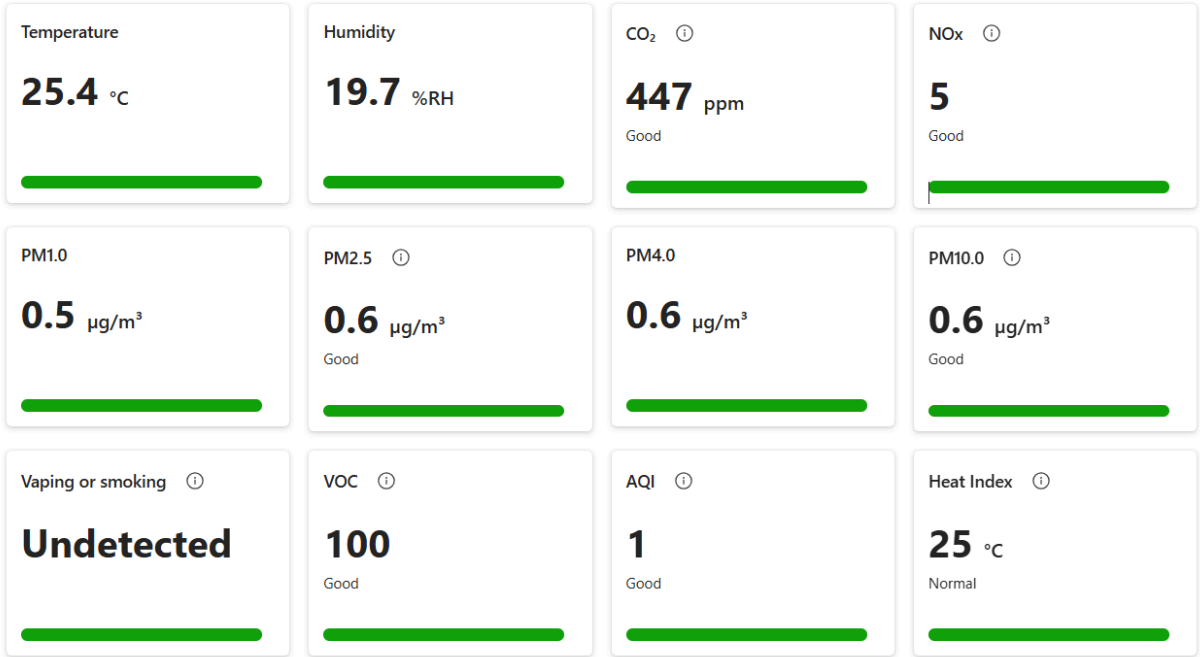 Temperature
25.4 °C
Humidity
19.7 %RH
CO₂
447 ppm
Good
NOx
5
Good
PM1.0
0.5 µg/m³
PM2.5
0.6 µg/m³
Good
PM4.0
0.6 µg/m³
PM10.0
0.6 µg/m³
Good
Vaping or smoking
Undetected
VOC
100
Good
AQI
1
Good
Heat Index
25 °C
Normal